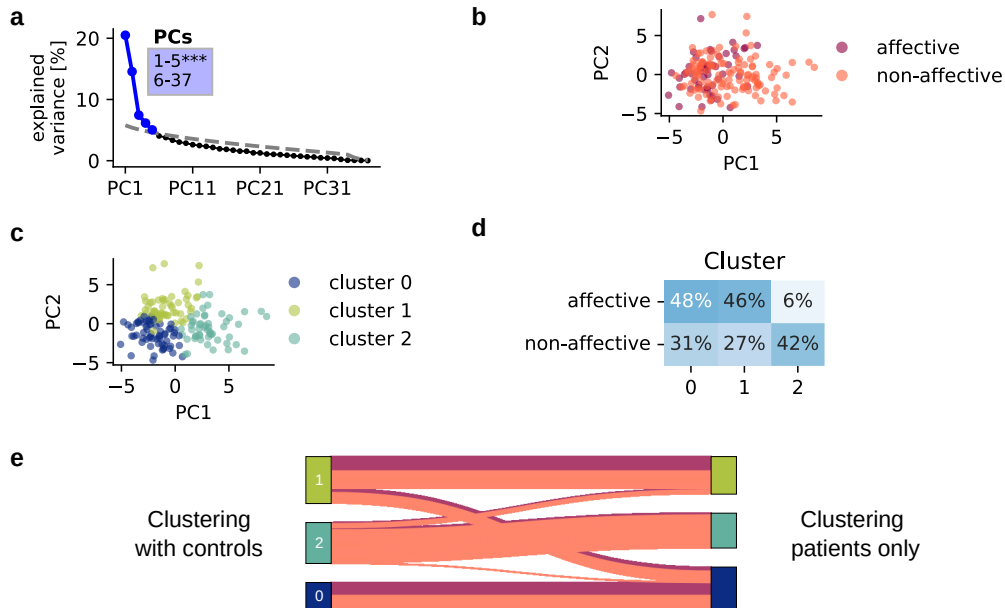 a
explained
variance [%]
20
10
0
PCs
1-5***
6-37
PC1
PC11
PC21
PC31
b
PC2
5
0
−5
−5
0
5
PC1
affective
non-affective
c
PC2
5
0
−5
−5
0
5
PC1
cluster 0
cluster 1
cluster 2
d
Cluster
affective
48%
46%
6%
non-affective
31%
27%
42%
0
1
2
e
Clustering
with controls
1
2
0
Clustering
patients only